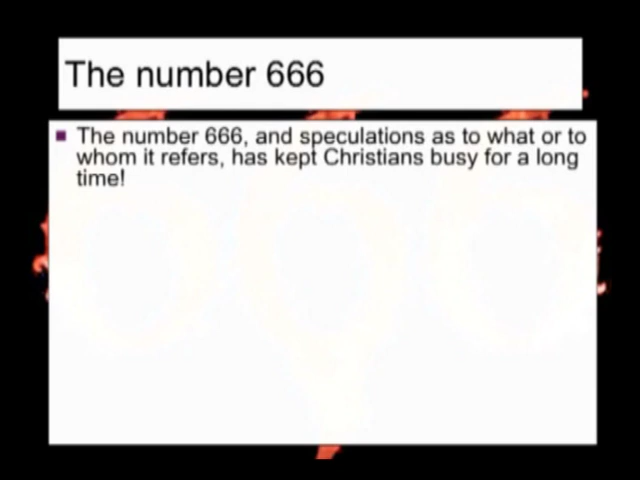 The number 666
The number 666, and speculations as to what or to
whom it refers, has kept Christians busy for a long
time!